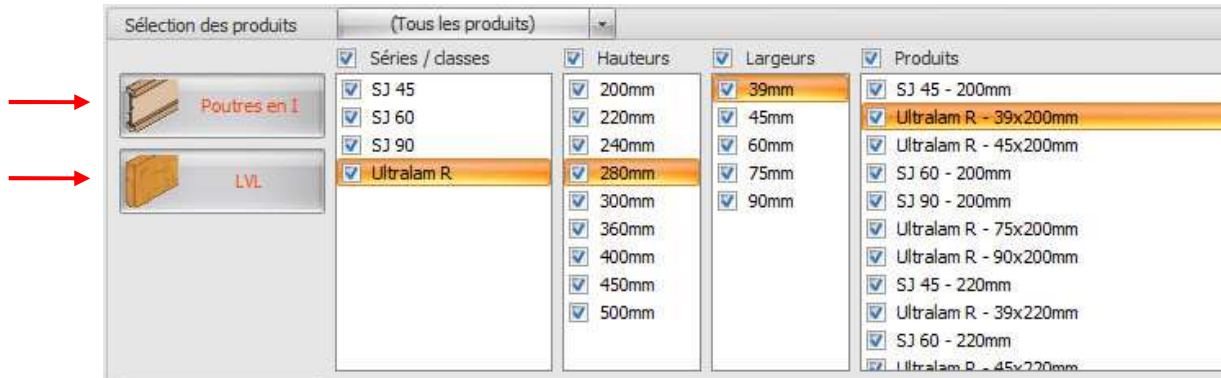 Sélection des produits
(Tous les produits)
Séries / classes
Hauteurs
Largeurs
Produits
Poutres en I
LVL
SJ 45
SJ 60
SJ 90
Ultralam R
200mm
220mm
240mm
280mm
300mm
360mm
400mm
450mm
500mm
39mm
45mm
60mm
75mm
90mm
SJ 45 - 200mm
Ultralam R - 39x200mm
Ultralam R - 45x200mm
SJ 60 - 200mm
SJ 90 - 200mm
Ultralam R - 75x200mm
Ultralam R - 90x200mm
SJ 45 - 220mm
Ultralam R - 39x220mm
SJ 60 - 220mm
Ultralam R - 45x220mm